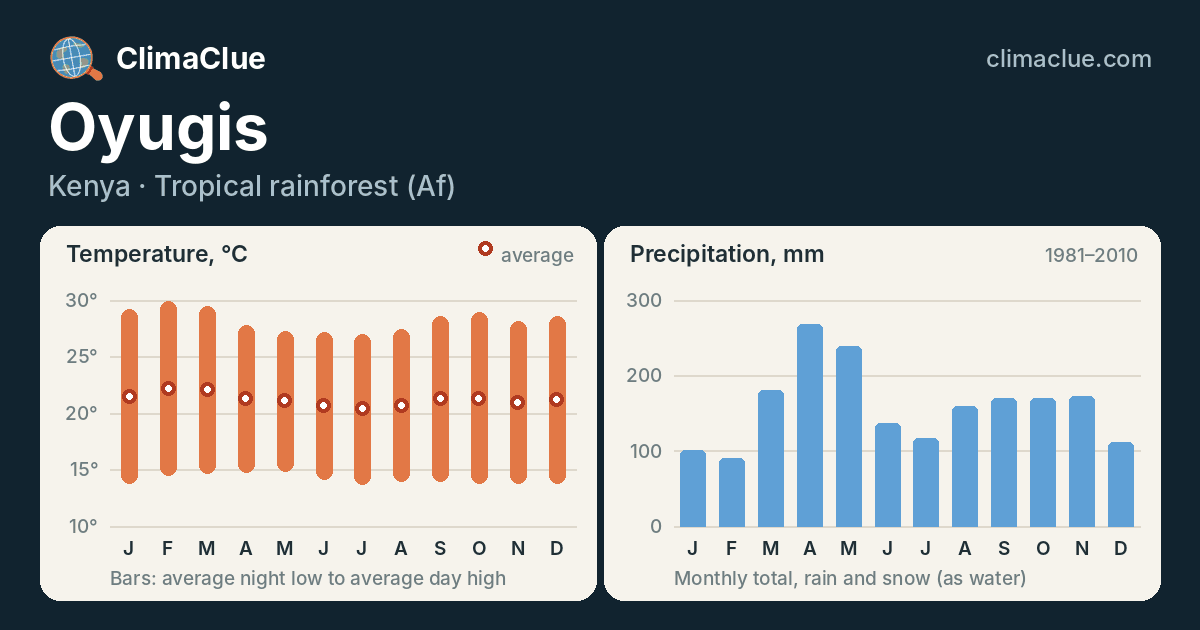 ClimaClue
climaclue.com
Oyugis
Kenya · Tropical rainforest (Af)
Temperature, °C
average
30°
25°
20°
15°
10°
J F M A M J J A S O N D
Bars: average night low to average day high
Precipitation, mm
1981–2010
300
200
100
0
J F M A M J J A S O N D
Monthly total, rain and snow (as water)